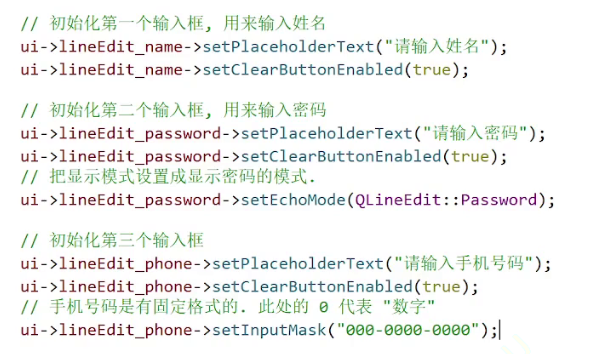 // 初始化第一个输入框, 用来输入姓名
ui->lineEdit_name->setPlaceholderText("请输入姓名");
ui->lineEdit_name->setClearButtonEnabled(true);
// 初始化第二个输入框, 用来输入密码
ui->lineEdit_password->setPlaceholderText("请输入密码");
ui->lineEdit_password->setClearButtonEnabled(true);
// 把显示模式设置成显示密码的模式.
ui->lineEdit_password->setEchoMode(QLineEdit::Password);
// 初始化第三个输入框
ui->lineEdit_phone->setPlaceholderText("请输入手机号码");
ui->lineEdit_phone->setClearButtonEnabled(true);
// 手机号码是有固定格式的. 此处的 0 代表 "数字"
ui->lineEdit_phone->setInputMask("000-0000-0000");